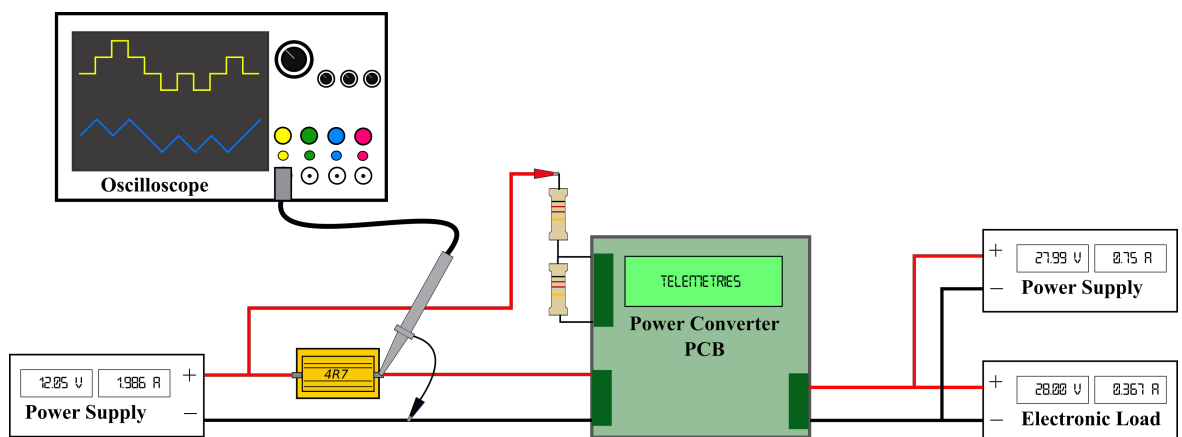 Oscilloscope
TELEMETRIES
Power Converter
PCB
4R7
+
12.05 V
1.986 A
Power Supply
−
+
27.99 V
0.75 A
Power Supply
−
+
28.00 V
0.367 A
Electronic Load
−